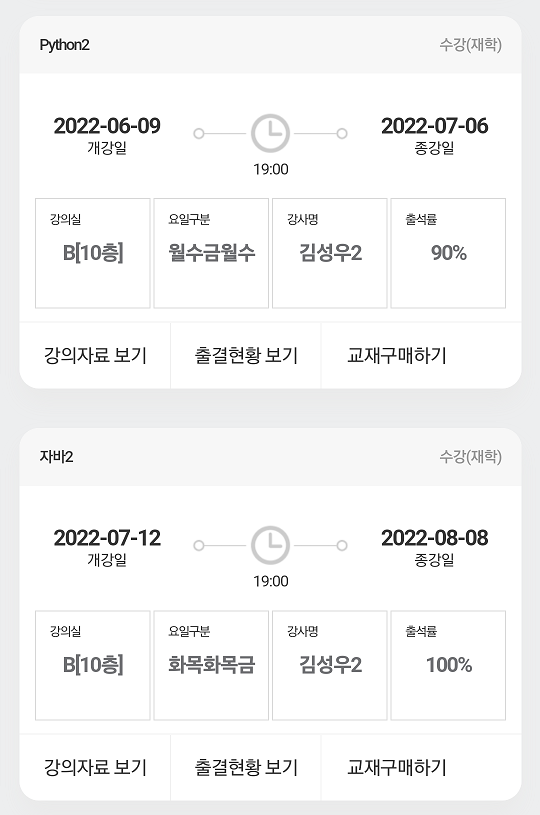 Python2 수강(재학)
2022-06-09 2022-07-06
개강일 종강일
19:00
강의실 요일구분 강사명 출석률
B[10층] 월수금월수 김성우2 90%
강의자료 보기 출결현황 보기 교재구매하기
자바2 수강(재학)
2022-07-12 2022-08-08
개강일 종강일
19:00
강의실 요일구분 강사명 출석률
B[10층] 화목화목금 김성우2 100%
강의자료 보기 출결현황 보기 교재구매하기